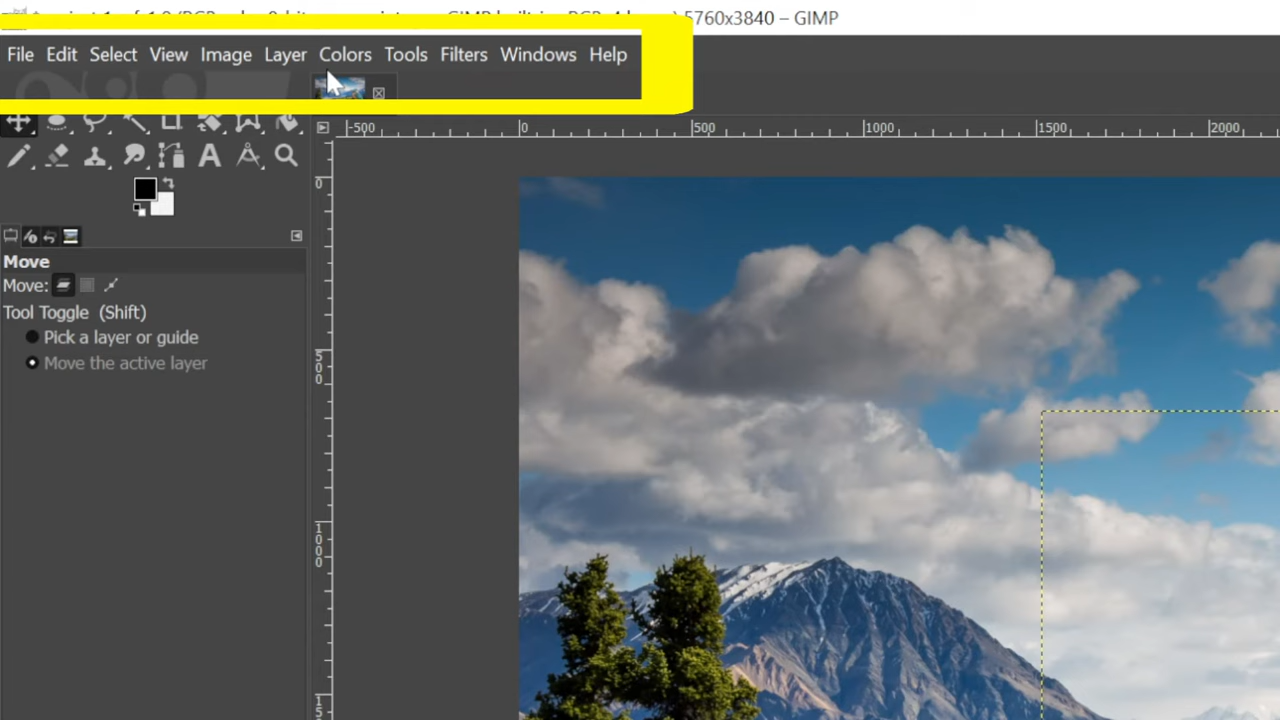 5760x3840 – GIMP
File Edit Select View Image Layer Colors Tools Filters Windows Help
-500 0 500 1000 1500 2000
0
500
1000
15
A
Move
Move:
Tool Toggle (Shift)
Pick a layer or guide
Move the active layer